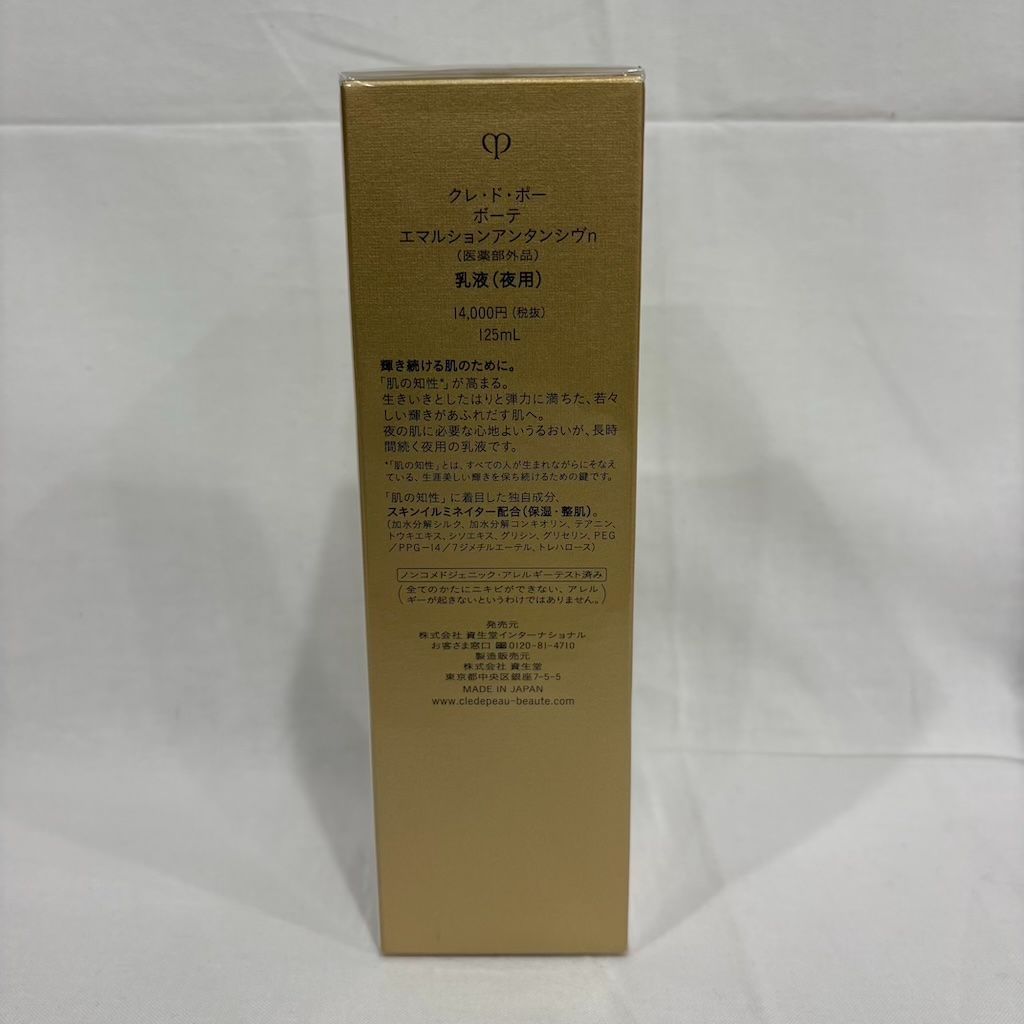 クレ・ド・ポー
ボーテ
エマルションアンタンシヴn
(医薬部外品)
乳液(夜用)
14,000円(税抜)
125mL
輝き続ける肌のために。
「肌の知性*」が高まる。
生きいきとしたはりと弾力に満ちた、若々
しい輝きがあふれだす肌へ。
夜の肌に必要な心地よいうるおいが、長時
間続く夜用の乳液です。
*「肌の知性」とは、すべての人が生まれながらにそなえ
ている、生涯美しい輝きを保ち続けるための鍵です。
「肌の知性」に着目した独自成分、
スキンイルミネイター配合(保湿・整肌)。
(加水分解シルク、加水分解コンキオリン、テアニン、
トウキエキス、シソエキス、グリシン、グリセリン、PEG
/PPG-14/7ジメチルエーテル、トレハロース)
ノンコメドジェニック・アレルギーテスト済み
(全てのかたにニキビができない、アレル
ギーが起きないというわけではありません。)
発売元
株式会社 資生堂インターナショナル
お客さま窓口 0120-81-4710
製造販売元
株式会社 資生堂
東京都中央区銀座7-5-5
MADE IN JAPAN
www.cledepeau-beaute.com